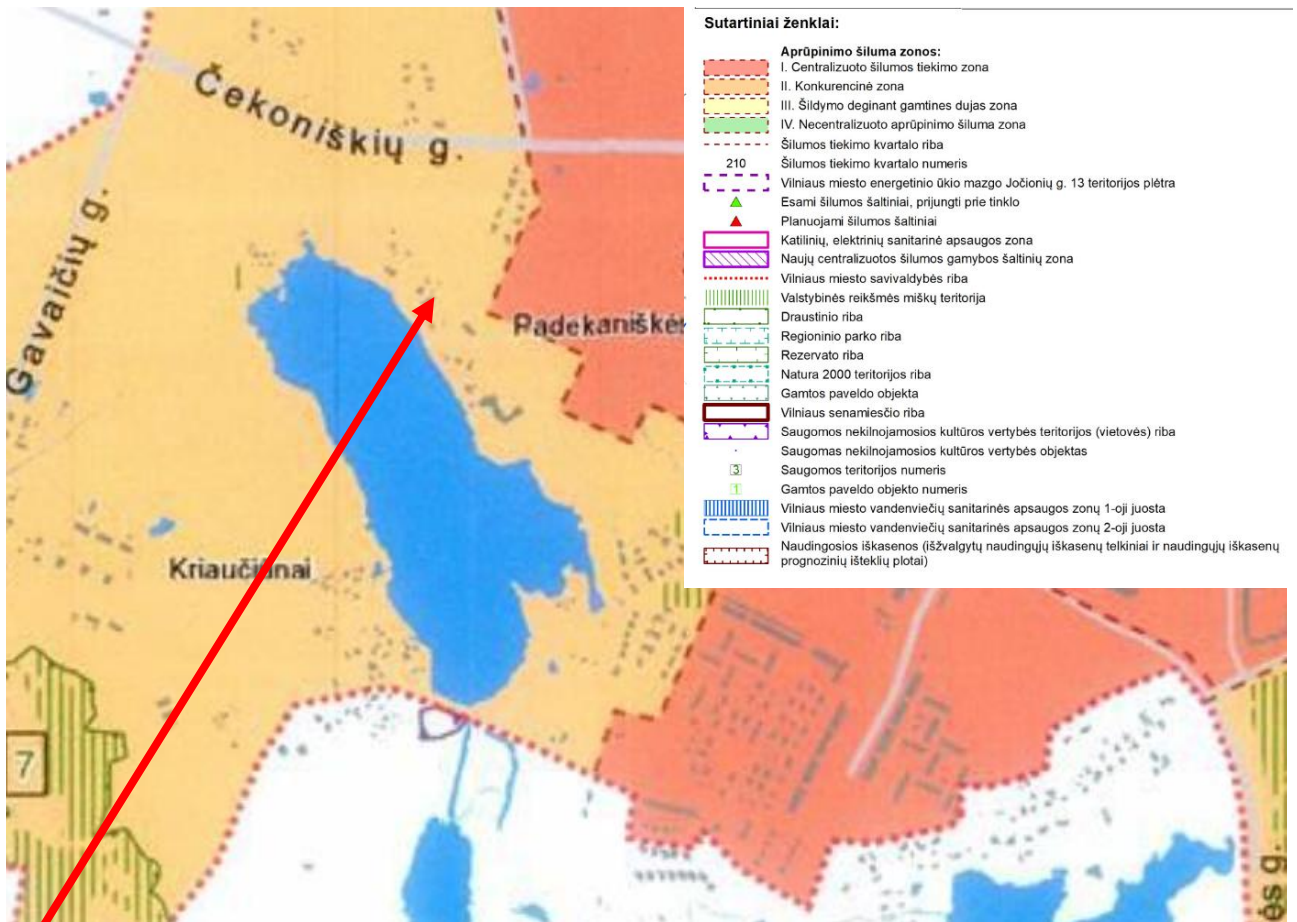 Čekoniškių g.
Gavaičių g.
Padekaniškės
Kriaučiūnai
7
Sutartiniai ženklai:
Aprūpinimo šiluma zonos:
I. Centralizuoto šilumos tiekimo zona
II. Konkurencinė zona
III. Šildymo deginant gamtines dujas zona
IV. Necentralizuoto aprūpinimo šiluma zona
Šilumos tiekimo kvartalo riba
210 Šilumos tiekimo kvartalo numeris
Vilniaus miesto energetinio ūkio mazgo Jočionių g. 13 teritorijos plėtra
Esami šilumos šaltiniai, prijungti prie tinklo
Planuojami šilumos šaltiniai
Katilinių, elektrinių sanitarinė apsaugos zona
Naujų centralizuotos šilumos gamybos šaltinių zona
Vilniaus miesto savivaldybės riba
Valstybinės reikšmės miškų teritorija
Draustinio riba
Regioninio parko riba
Rezervato riba
Natura 2000 teritorijos riba
Gamtos paveldo objekta
Vilniaus senamiesčio riba
Saugomos nekilnojamosios kultūros vertybės teritorijos (vietovės) riba
Saugomas nekilnojamosios kultūros vertybės objektas
3 Saugomos teritorijos numeris
1 Gamtos paveldo objekto numeris
Vilniaus miesto vandenviečių sanitarinės apsaugos zonų 1-oji juosta
Vilniaus miesto vandenviečių sanitarinės apsaugos zonų 2-oji juosta
Naudingosios iškasenos (išžvalgytų naudingųjų iškasenų telkiniai ir naudingųjų iškasenų
prognozinių išteklių plotai)